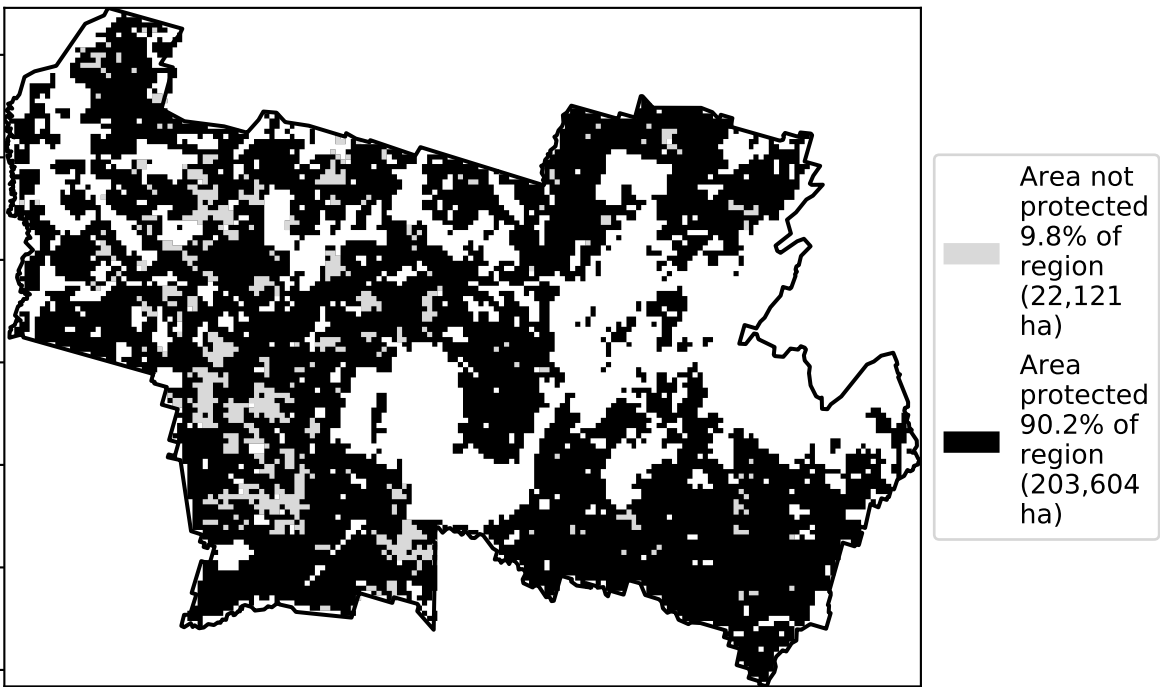 Area not
protected
9.8% of
region
(22,121
ha)
Area
protected
90.2% of
region
(203,604
ha)